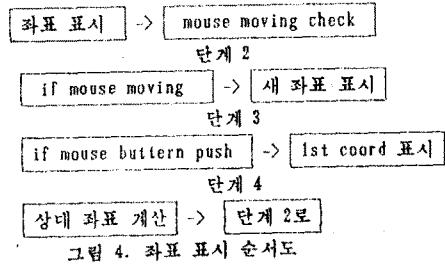 좌표 표시 -> mouse moving check
단계 2
if mouse moving -> 새 좌표 표시
단계 3
if mouse buttern push -> 1st coord 표시
단계 4
상대 좌표 계산 -> 단계 2로
그림 4. 좌표 표시 순서도